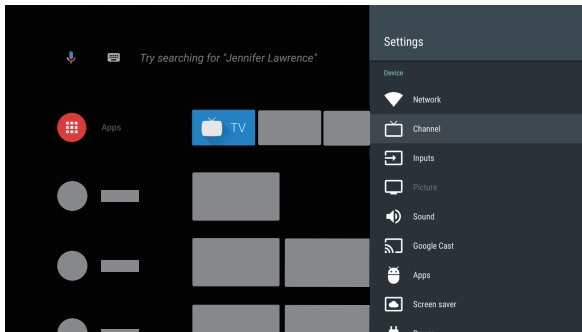 Try searching for "Jennifer Lawrence"
Apps
TV
Settings
Device
Network
Channel
Inputs
Picture
Sound
Google Cast
Apps
Screen saver